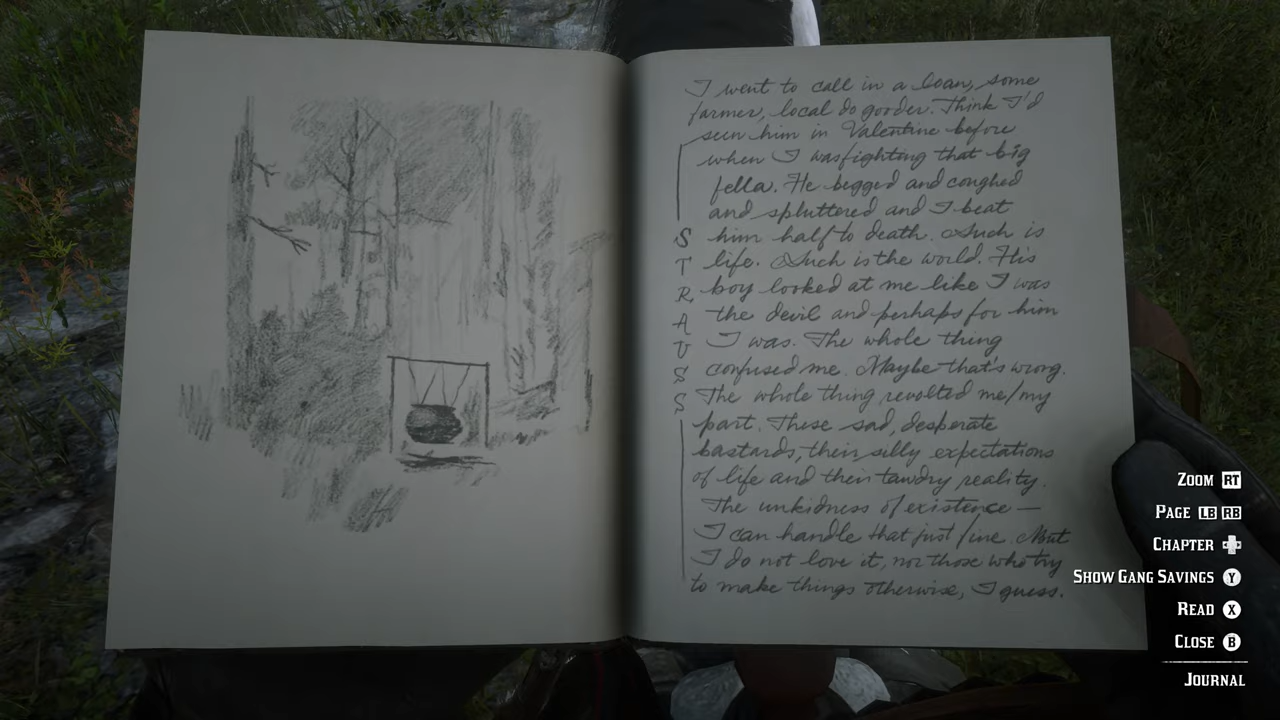 I went to call in a loan, some
farmer, local do gooder. Think I'd
seen him in Valentine before
when I was fighting that big
fella. He begged and coughed
and spluttered and I beat
him half to death. Such is
life. Such is the world. His
boy looked at me like I was
the devil and perhaps for him
I was. The whole thing
confused me. Maybe that's wrong.
The whole thing revolted me/my
part. These sad, desperate
bastards, their silly expectations
of life and their tawdry reality.
The unkindness of existence —
I can handle that just fine. But
I do not love it, nor those who try
to make things otherwise, I guess.
S
T
R
A
U
S
S
ZOOM RT
PAGE LB RB
CHAPTER
SHOW GANG SAVINGS Y
READ X
CLOSE B
JOURNAL